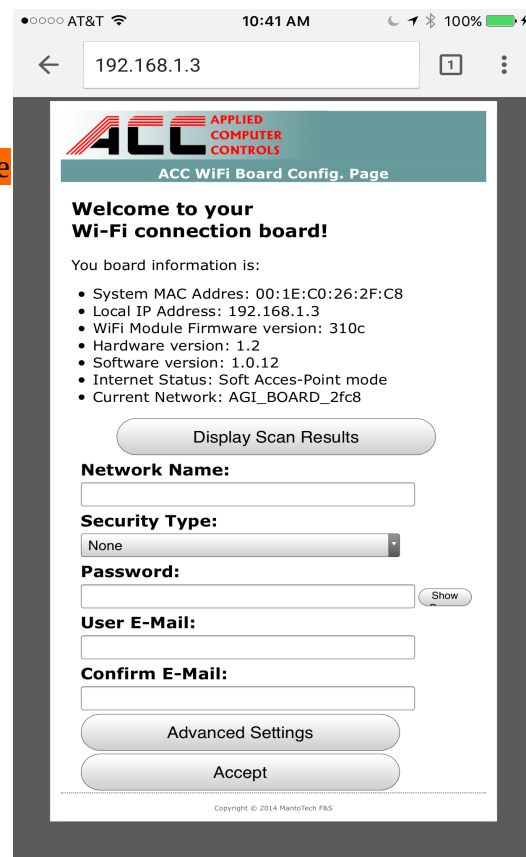 AT&T 10:41 AM 100%
192.168.1.3 1
e
ACC APPLIED
COMPUTER
CONTROLS
ACC WiFi Board Config. Page
Welcome to your
Wi-Fi connection board!
You board information is:
• System MAC Addres: 00:1E:C0:26:2F:C8
• Local IP Address: 192.168.1.3
• WiFi Module Firmware version: 310c
• Hardware version: 1.2
• Software version: 1.0.12
• Internet Status: Soft Acces-Point mode
• Current Network: AGI_BOARD_2fc8
Display Scan Results
Network Name:
Security Type:
None
Password:
Show
User E-Mail:
Confirm E-Mail:
Advanced Settings
Accept
Copyright © 2014 MantoTech F&S